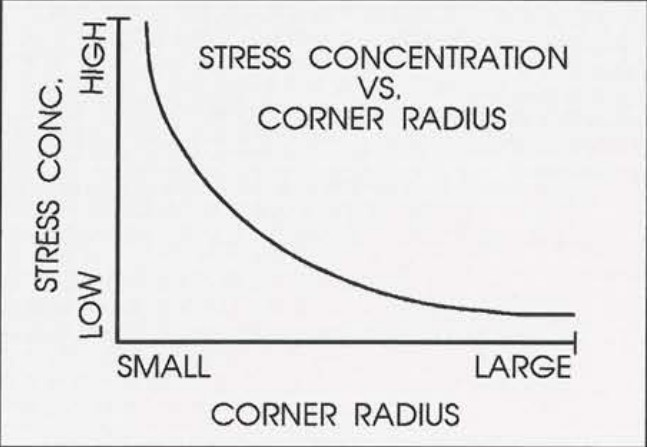 STRESS CONCENTRATION
VS.
CORNER RADIUS
HIGH
STRESS CONC.
LOW
SMALL
LARGE
CORNER RADIUS